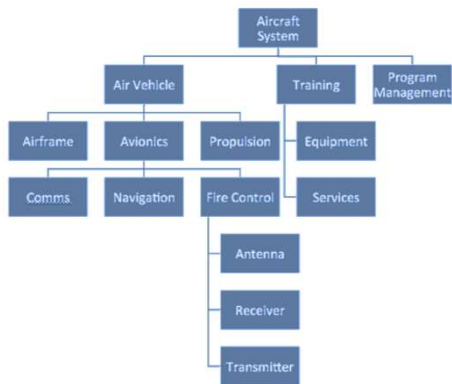 Aircraft
System
Air Vehicle
Training
Program
Management
Airframe
Avionics
Propulsion
Equipment
Comms
Navigation
Fire Control
Services
Antenna
Receiver
Transmitter